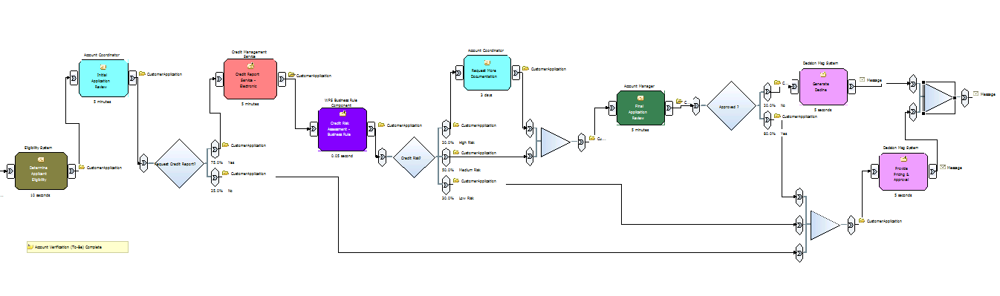 Eligibility System
Determine
Applicant
Eligibility
10 seconds
CustomerApplication
Account Coordinator
Initial
Application
Review
5 minutes
CustomerApplication
Request Credit Report?
CustomerApplication
75.0% Yes
CustomerApplication
25.0% No
Credit Management
Service
Credit Report
Service -
Electronic
5 minutes
CustomerApplication
WPS Business Rule
Component
Credit Risk
Assessment -
Business Rule
0.05 second
CustomerApplication
Credit Risk?
CustomerApplication
20.0% High Risk
CustomerApplication
50.0% Medium Risk
CustomerApplication
30.0% Low Risk
Account Coordinator
Request More
Documentation
3 days
CustomerApplication
Cu...
Account Manager
Final
Application
Review
5 minutes
C...
Approved ?
C...
20.0% No
CustomerApplication
80.0% Yes
Decision Msg System
Generate
Decline
5 seconds
Message
Decision Msg System
Provide
Pricing &
Approval
5 seconds
Message
CustomerApplication
Message
Account Verification (To-Be) Complete